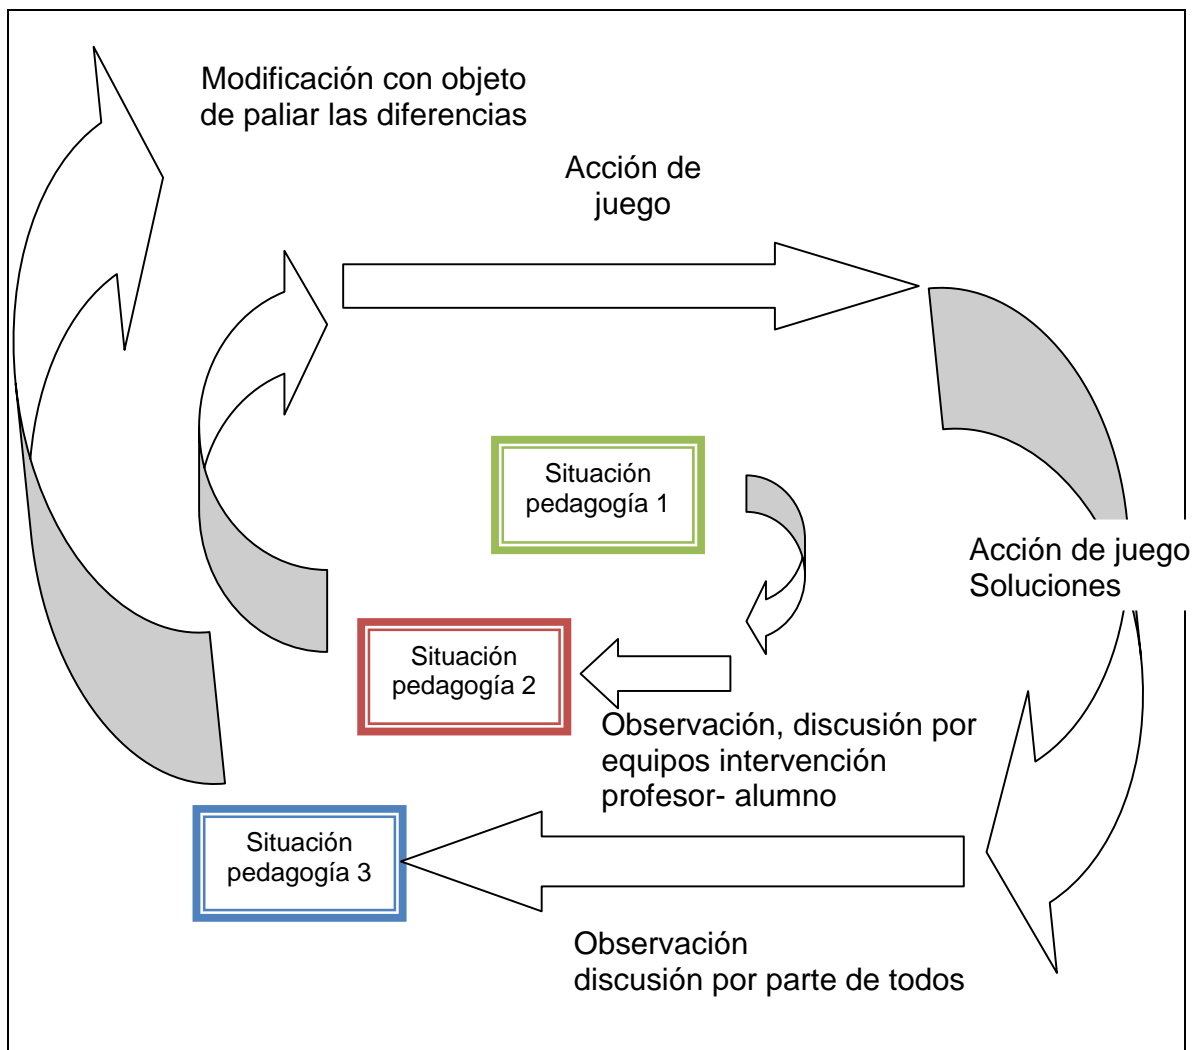 Modificación con objeto
de paliar las diferencias
Acción de
juego
Situación
pedagogía 1
Acción de juego
Soluciones
Situación
pedagogía 2
Observación, discusión por
equipos intervención
profesor- alumno
Situación
pedagogía 3
Observación
discusión por parte de todos